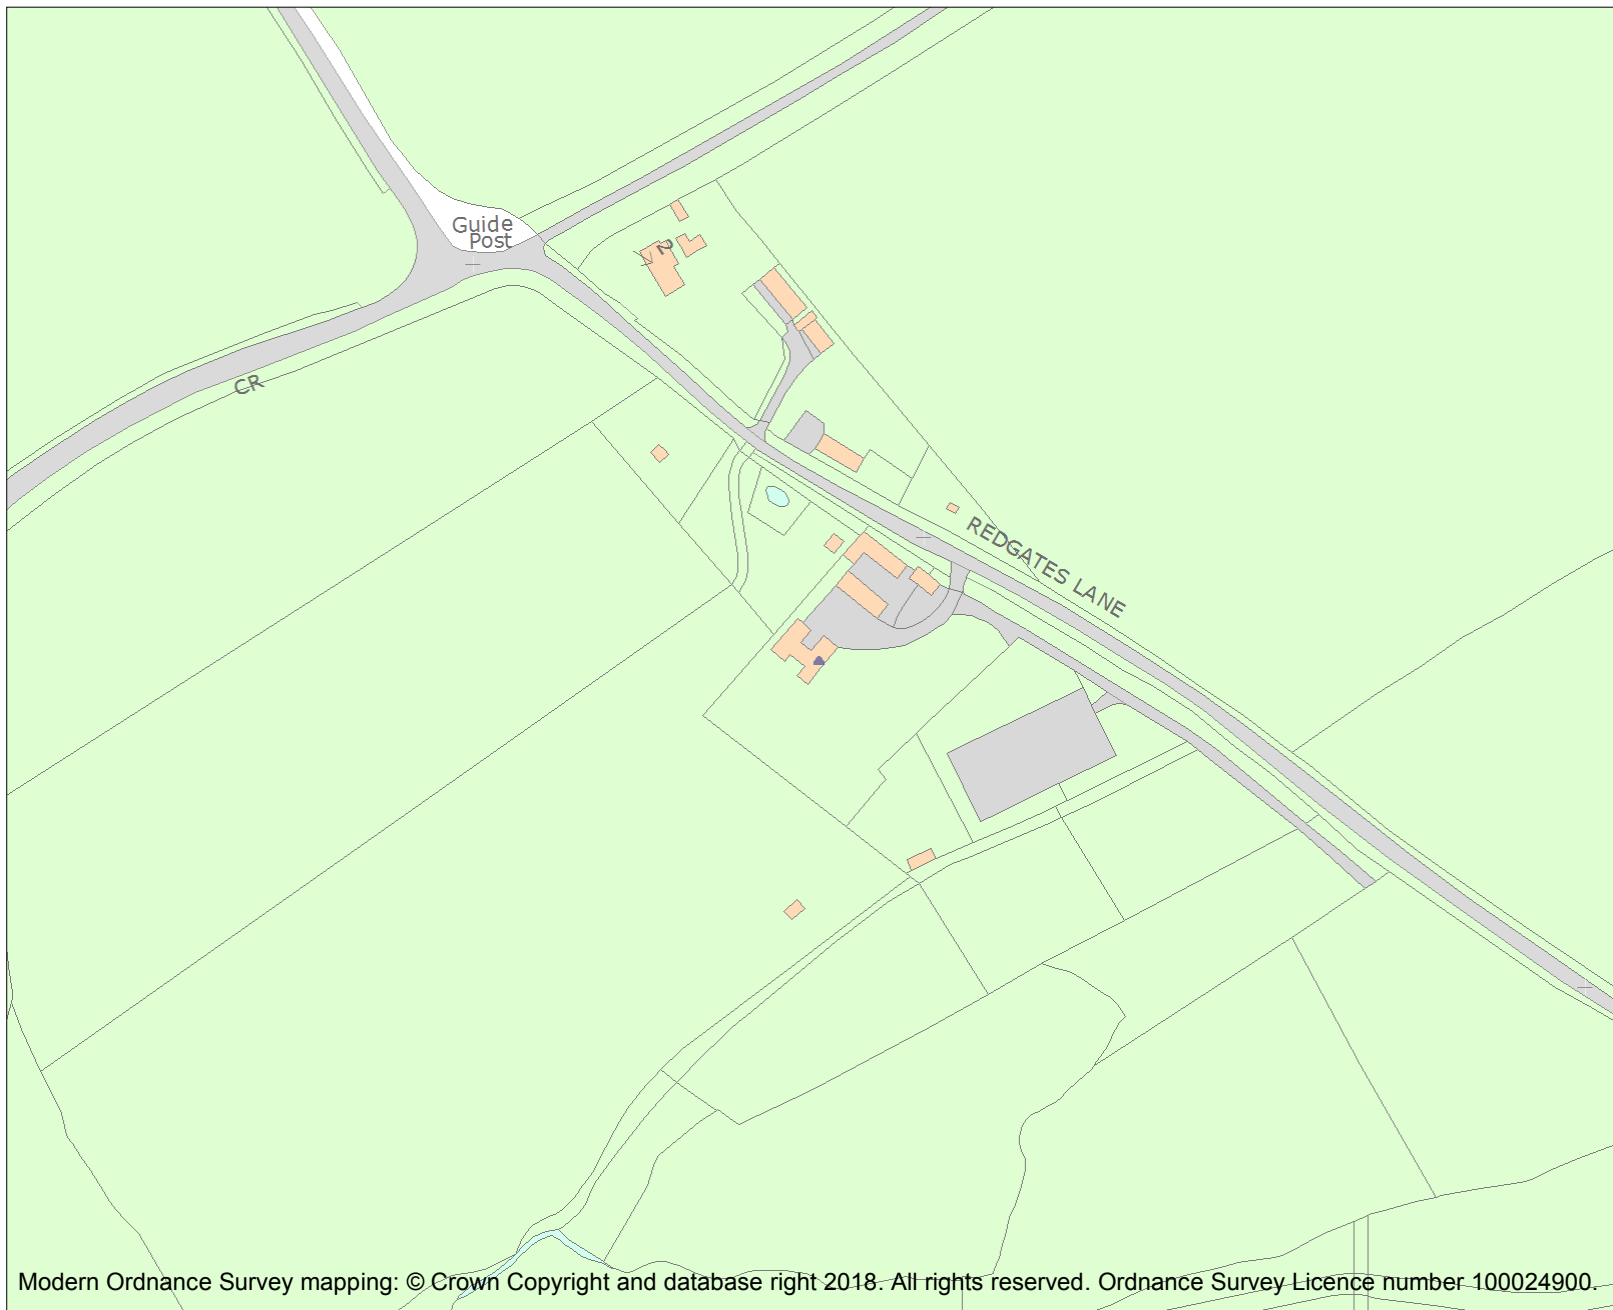 Guide
Post
2
CR
REDGATES LANE
Modern Ordnance Survey mapping: © Crown Copyright and database right 2018. All rights reserved. Ordnance Survey Licence number 100024900.